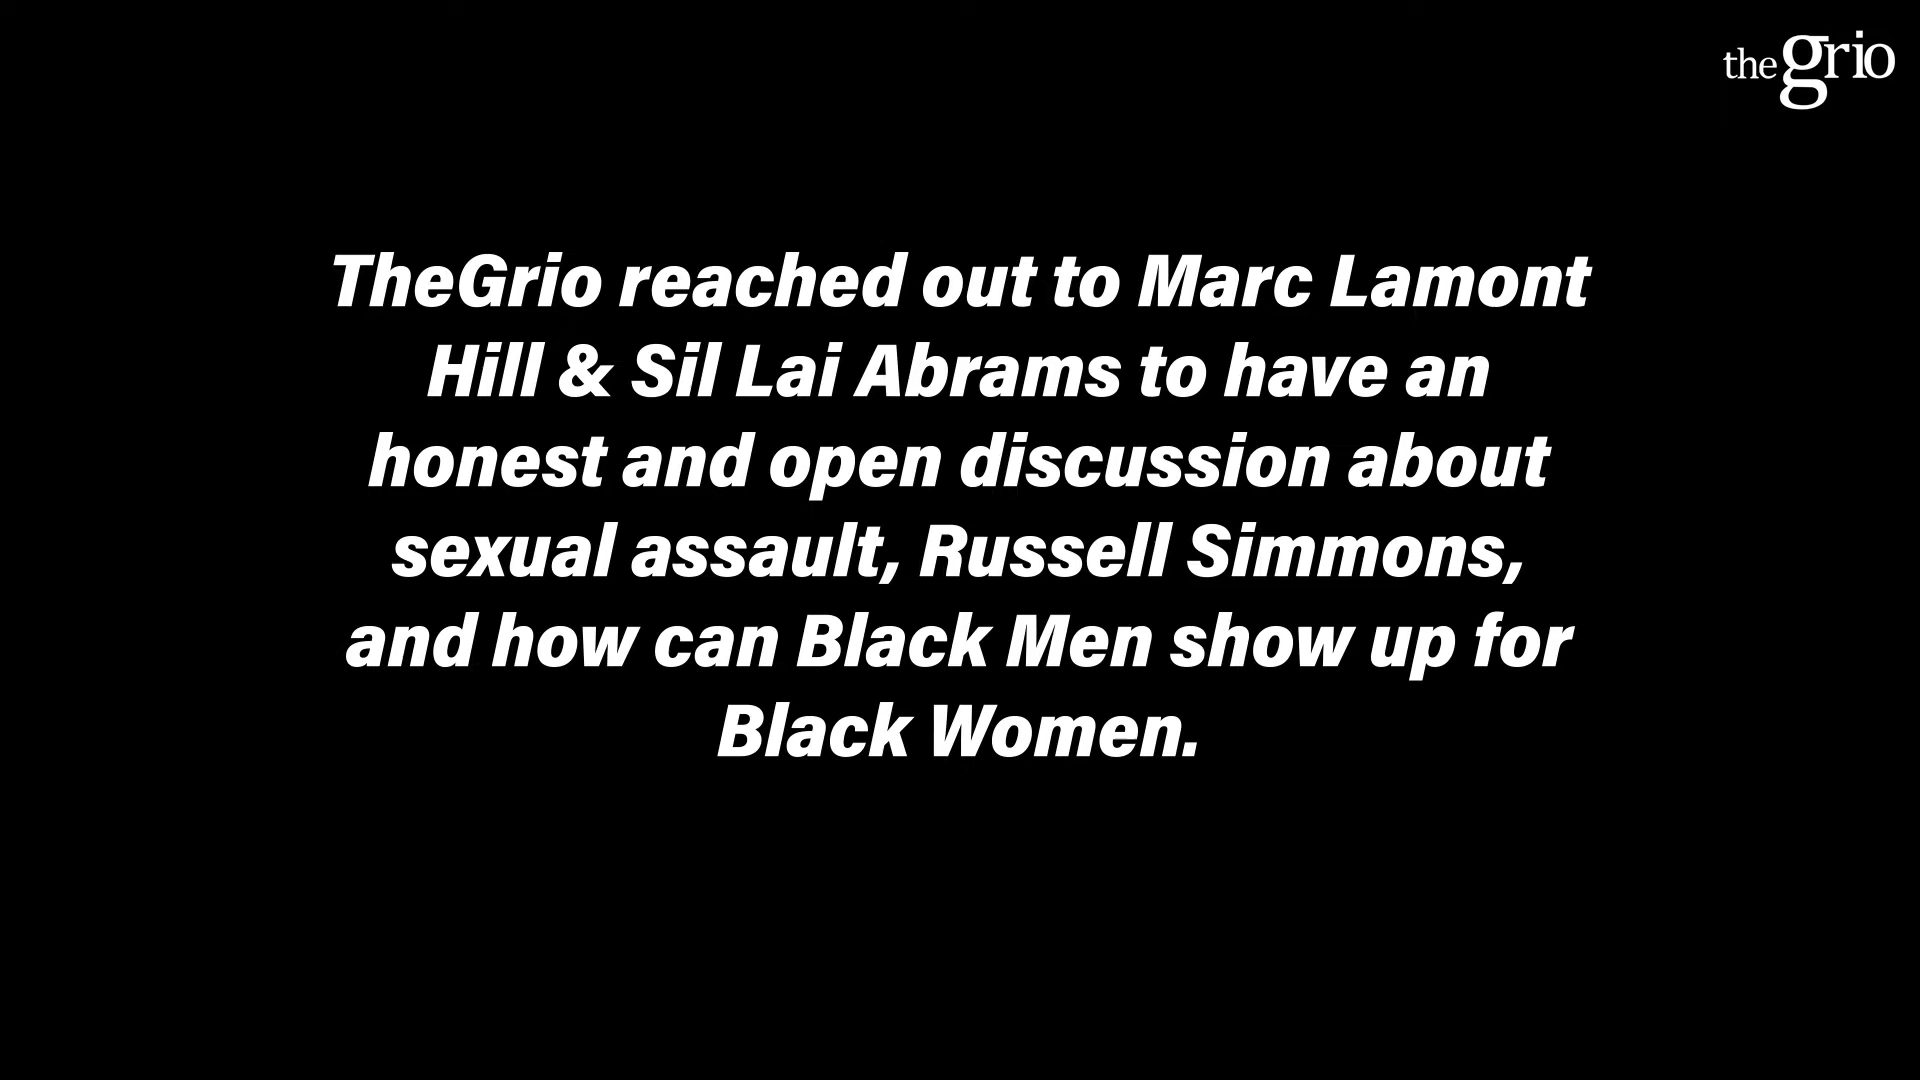 thegrio
TheGrio reached out to Marc Lamont
Hill & Sil Lai Abrams to have an
honest and open discussion about
sexual assault, Russell Simmons,
and how can Black Men show up for
Black Women.